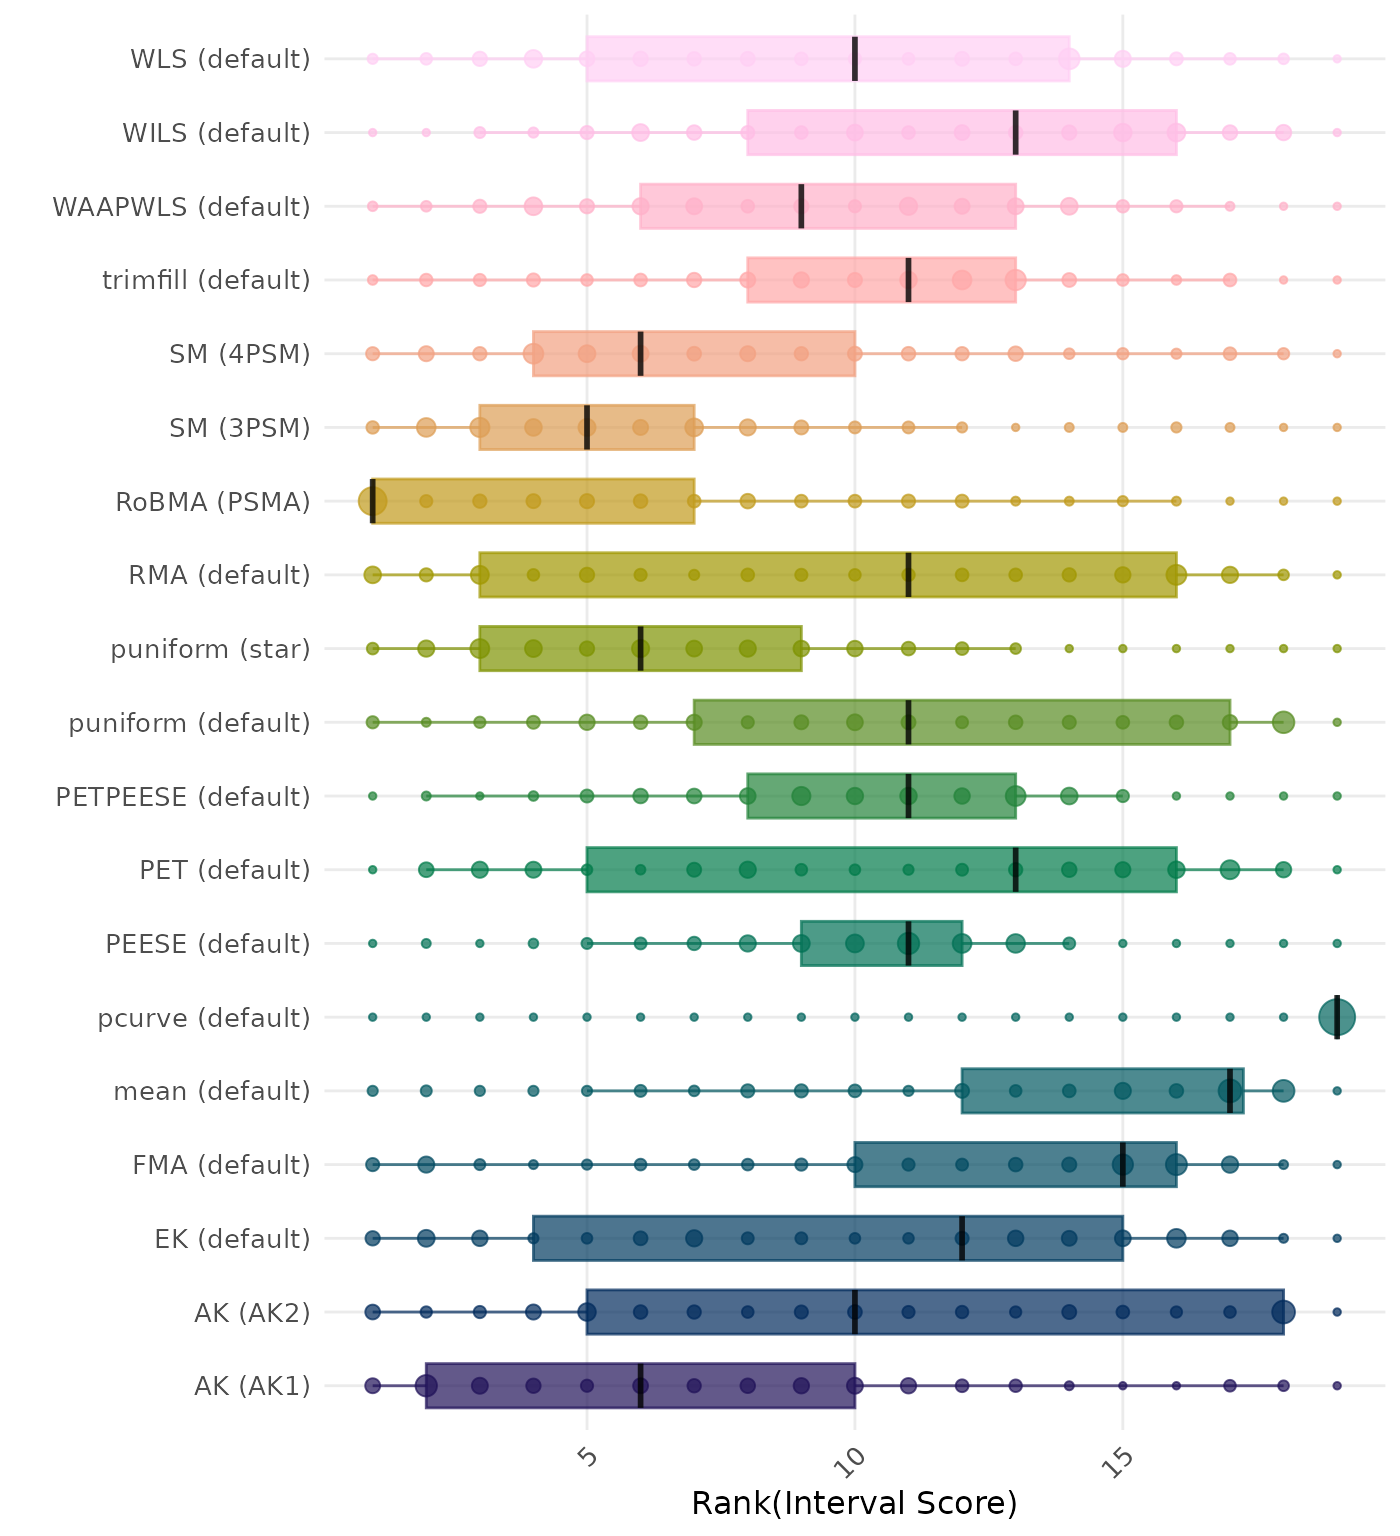 WLS (default)
WILS (default)
WAAPWLS (default)
trimfill (default)
SM (4PSM)
SM (3PSM)
RoBMA (PSMA)
RMA (default)
puniform (star)
puniform (default)
PETPEESE (default)
PET (default)
PEESE (default)
pcurve (default)
mean (default)
FMA (default)
EK (default)
AK (AK2)
AK (AK1)
5
10
15
Rank(Interval Score)